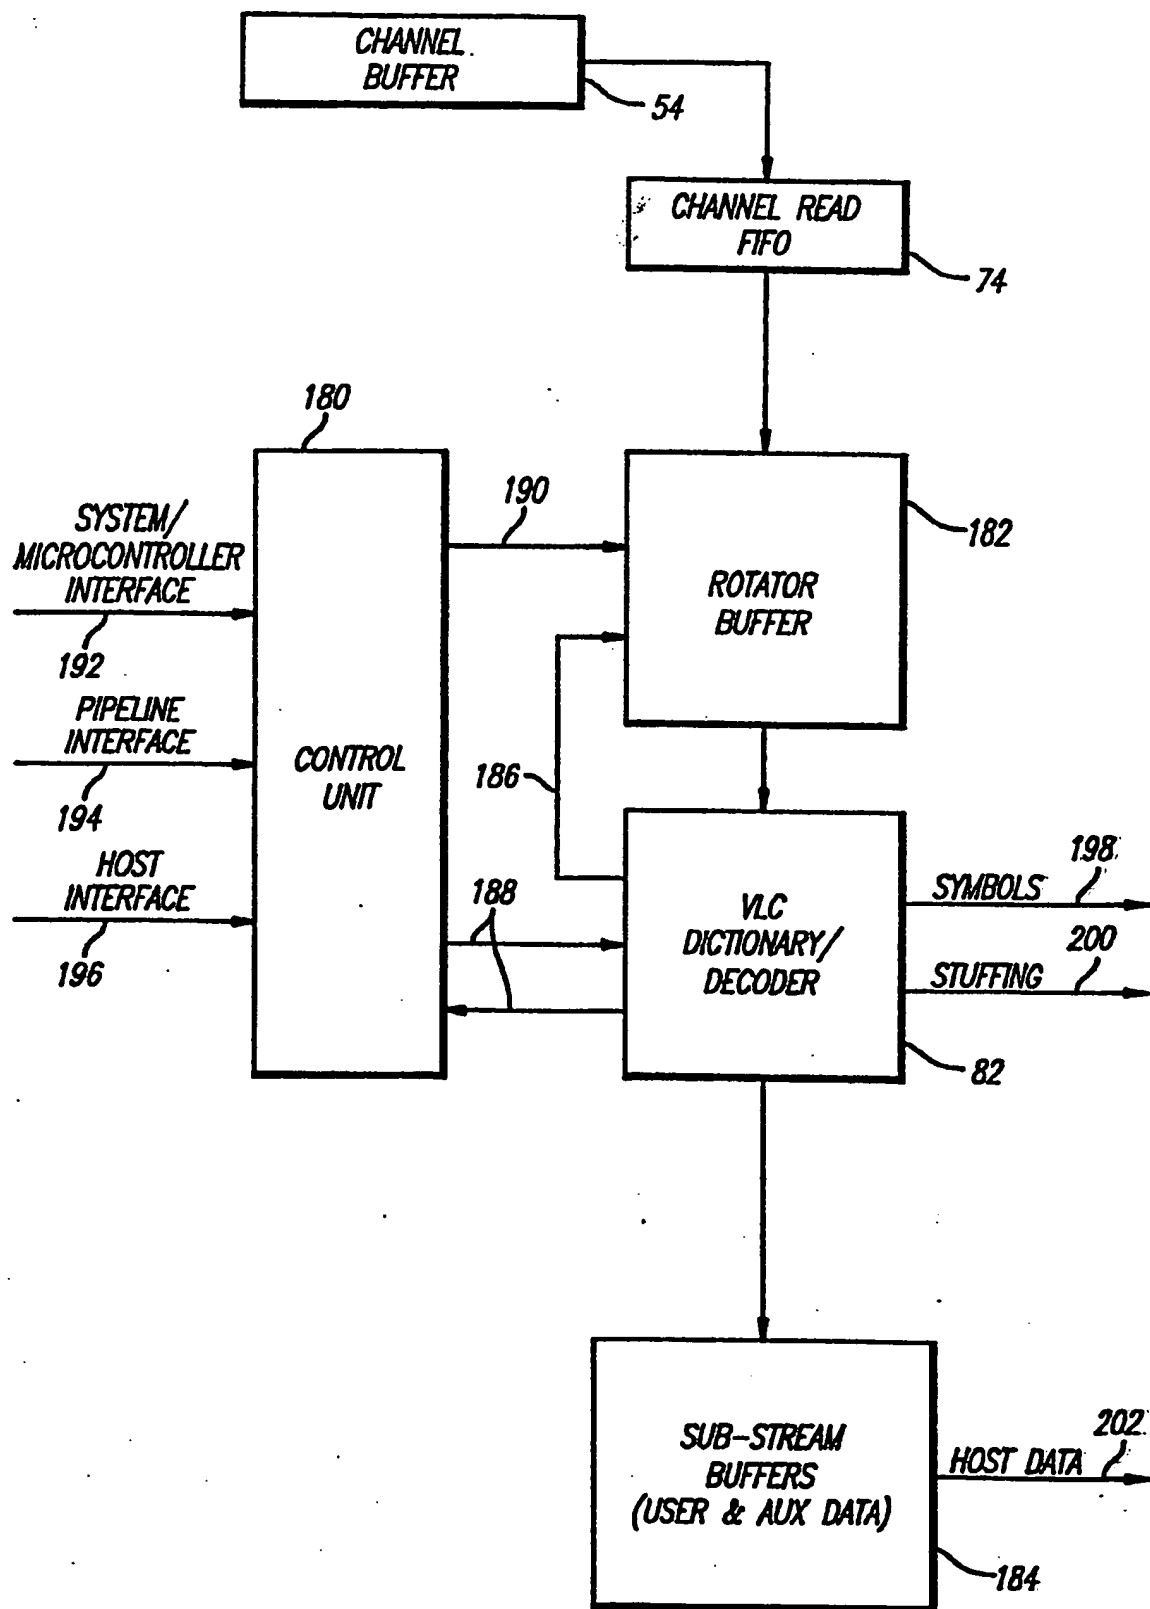 CHANNEL
BUFFER
54
CHANNEL READ
FIFO
74
180
190
182
SYSTEM/
MICROCONTROLLER
INTERFACE
192
ROTATOR
BUFFER
PIPELINE
INTERFACE
194
CONTROL
UNIT
186
HOST
INTERFACE
196
188
VLC
DICTIONARY/
DECODER
SYMBOLS
198
STUFFING
200
82
SUB-STREAM
BUFFERS
(USER & AUX DATA)
HOST DATA
202
184